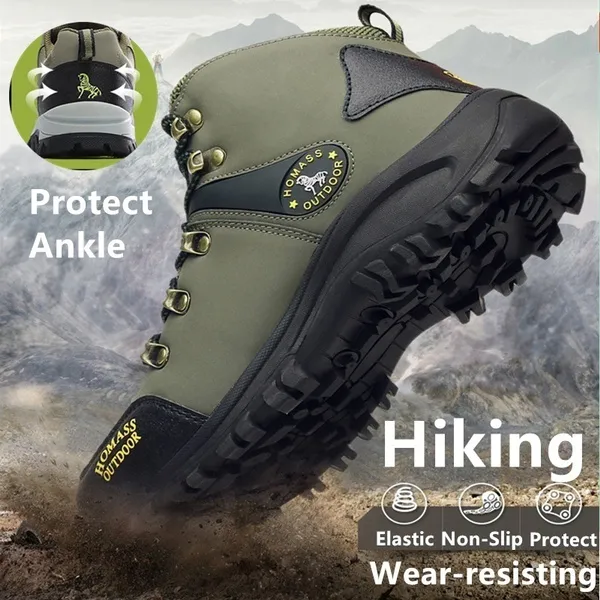 Protect
Ankle
HOMASS
OUTDOOR
HOMASS
OUTDOOR
Hiking
Elastic Non-Slip Protect
Wear-resisting